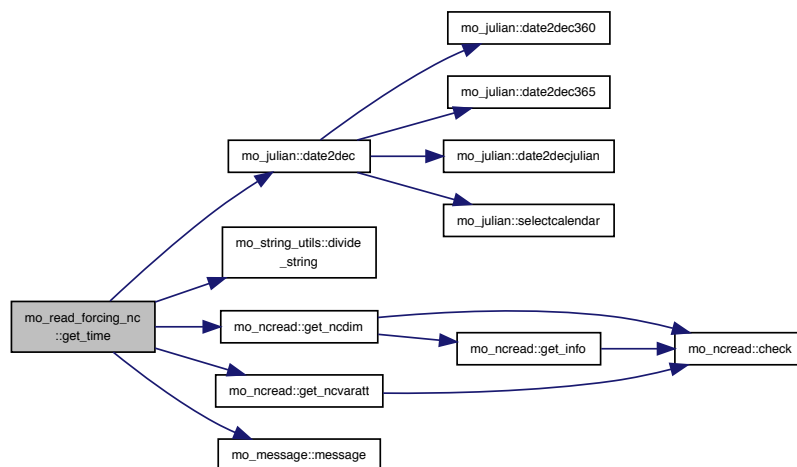 mo_julian::date2dec360
mo_julian::date2dec365
mo_julian::date2dec
mo_julian::date2decjulian
mo_julian::selectcalendar
mo_string_utils::divide
_string
mo_read_forcing_nc
::get_time
mo_ncread::get_ncdim
mo_ncread::get_info
mo_ncread::check
mo_ncread::get_ncvaratt
mo_message::message